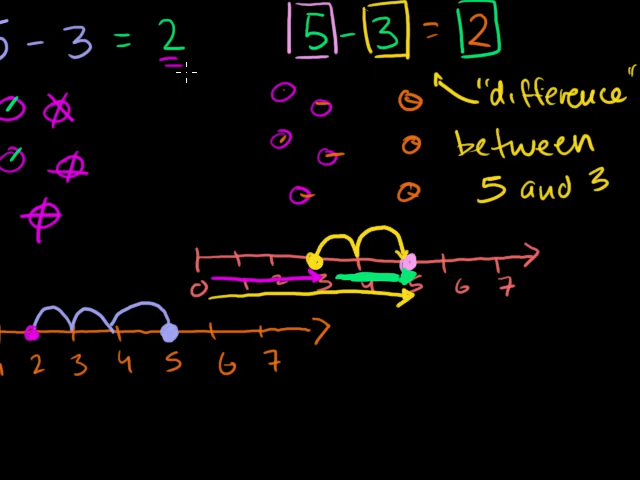 5 - 3 = 2
5 - 3 = 2
"difference"
between
5 and 3
0 1 2 3 4 5 6 7
1 2 3 4 5 6 7